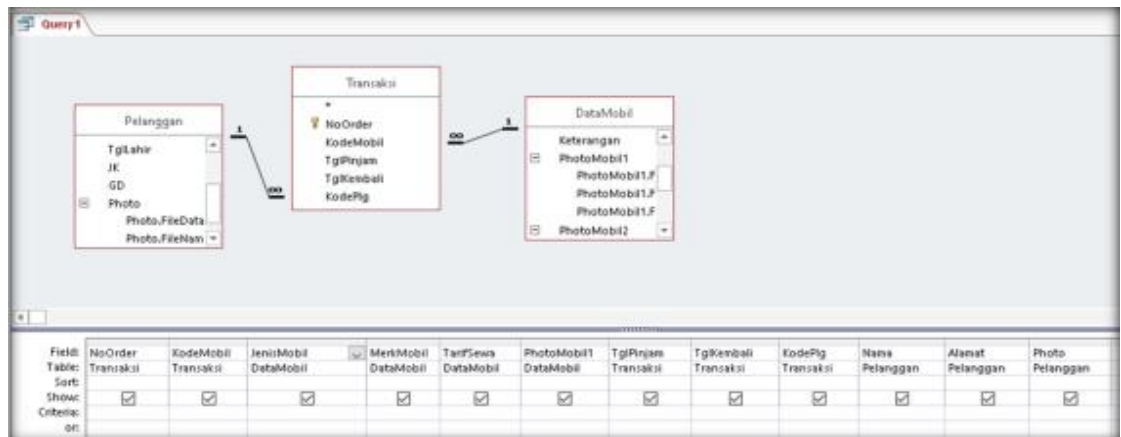 Query1
Transaksi
*
NoOrder
KodeMobil
TglPinjam
TglKembali
KodePlg
Pelanggan
TglLahir
JK
GD
Photo
Photo.FileData
Photo.FileNam
DataMobil
Keterangan
PhotoMobil1
PhotoMobil1.F
PhotoMobil1.F
PhotoMobil1.F
PhotoMobil2
1
∞
∞
1
Field: NoOrder KodeMobil JenisMobil MerkMobil TarifSewa PhotoMobil1 TglPinjam TglKembali KodePlg Nama Alamat Photo
Table: Transaksi Transaksi DataMobil DataMobil DataMobil DataMobil Transaksi Transaksi Transaksi Pelanggan Pelanggan Pelanggan
Sort:
Show:
Criteria:
or: